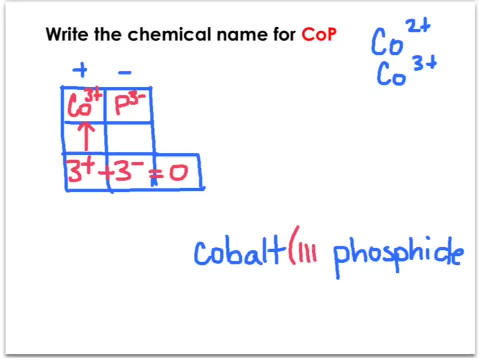 Write the chemical name for CoP
Co²⁺
Co³⁺
+ −
Co³⁺ P³⁻
3⁺ + 3⁻ = 0
cobalt(III phosphide